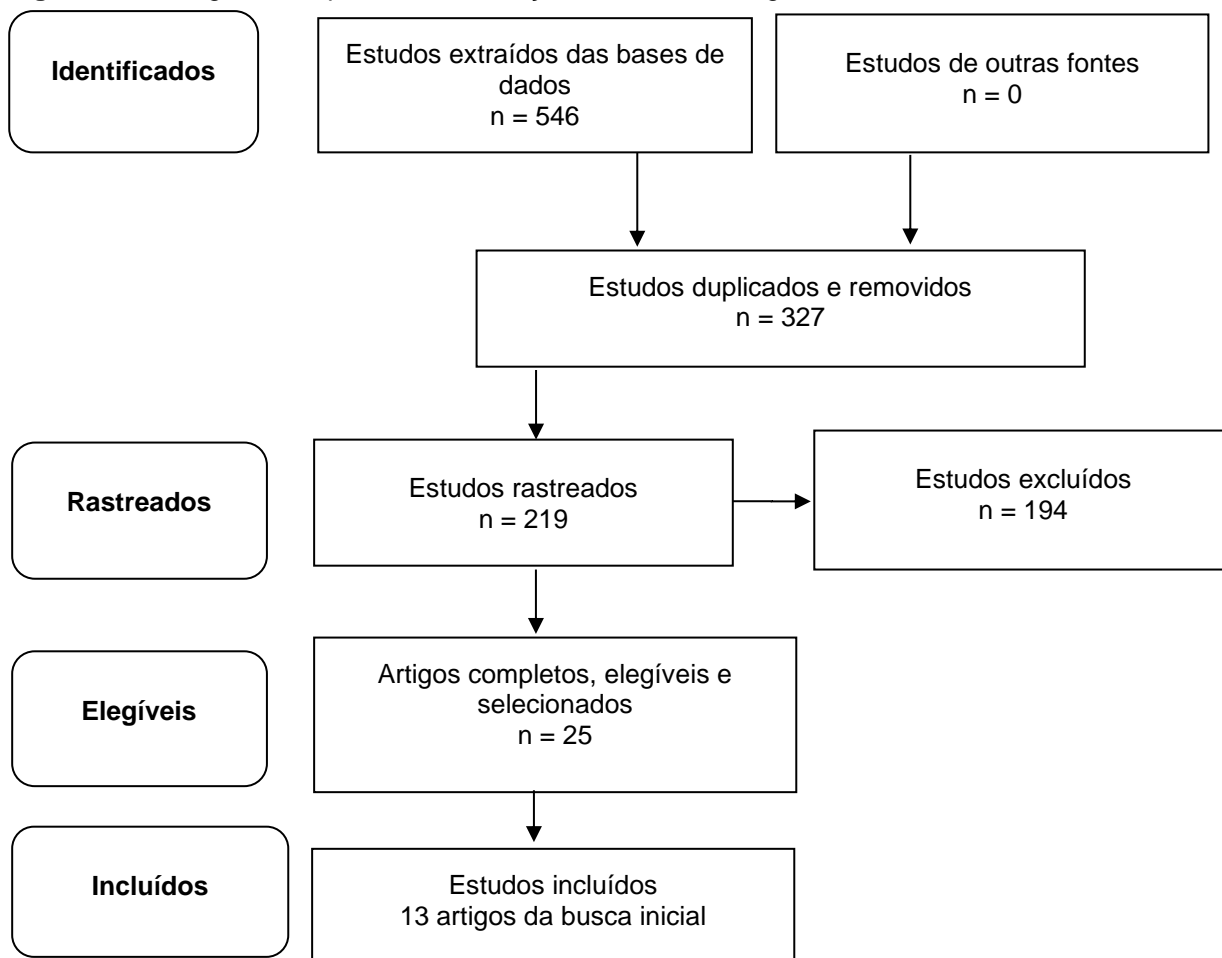 Identificados
Estudos extraídos das bases de
dados
n = 546
Estudos de outras fontes
n = 0
Estudos duplicados e removidos
n = 327
Rastreados
Estudos rastreados
n = 219
Estudos excluídos
n = 194
Elegíveis
Artigos completos, elegíveis e
selecionados
n = 25
Incluídos
Estudos incluídos
13 artigos da busca inicial